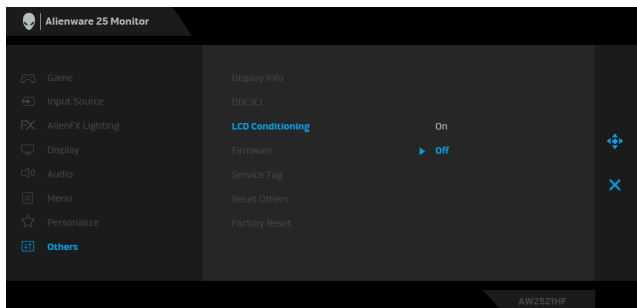 Alienware 25 Monitor
Game
Display Info
Input Source
DDC/CI
FX AlienFX Lighting
LCD Conditioning
On
Display
Firmware
Off
Audio
Service Tag
Menu
Reset Others
Personalize
Factory Reset
Others
AW2521HF